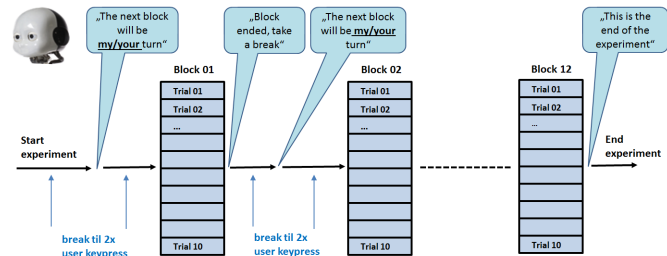 „The next block
will be
my/your turn“
„Block
ended, take
a break“
„The next block
will be my/your
turn“
„This is the
end of the
experiment“
Block 01
Block 02
Block 12
Trial 01
Trial 02
...
Trial 10
Trial 01
Trial 02
...
Trial 10
Trial 01
Trial 02
...
Trial 10
Start
experiment
End
experiment
break til 2x
user keypress
break til 2x
user keypress